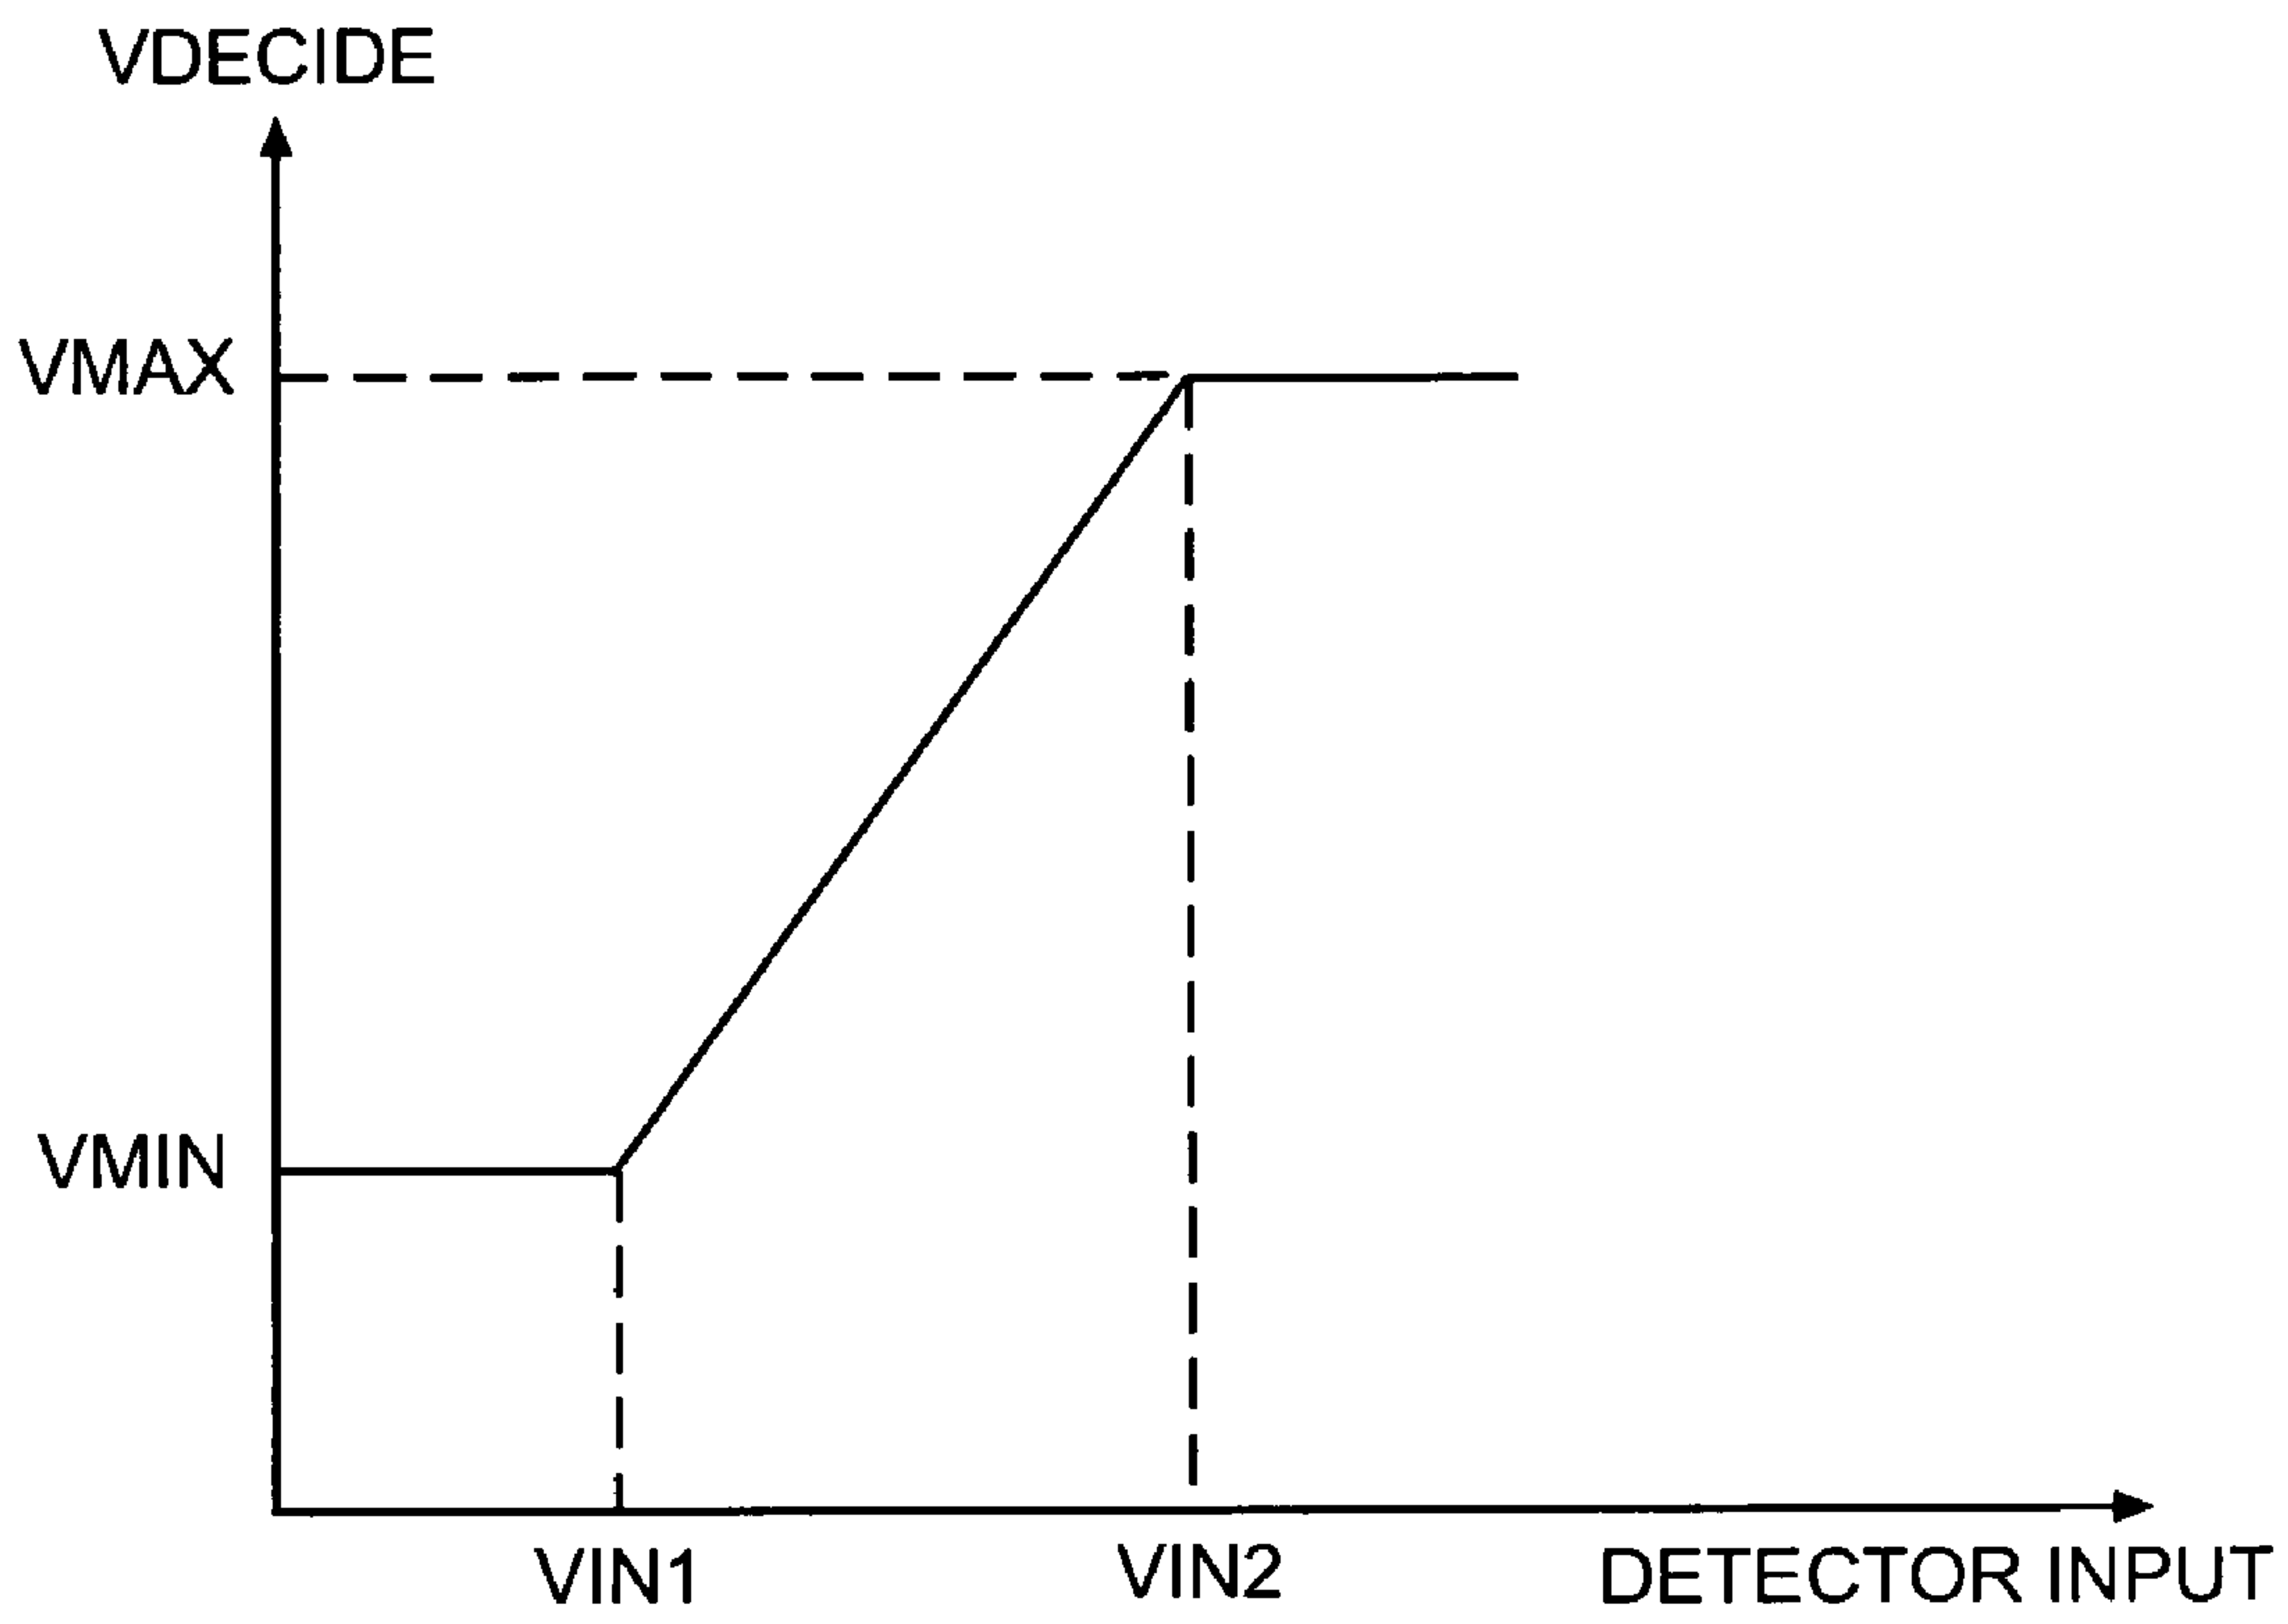 VDECIDE
VMAX
VMIN
VIN1
VIN2
DETECTOR INPUT